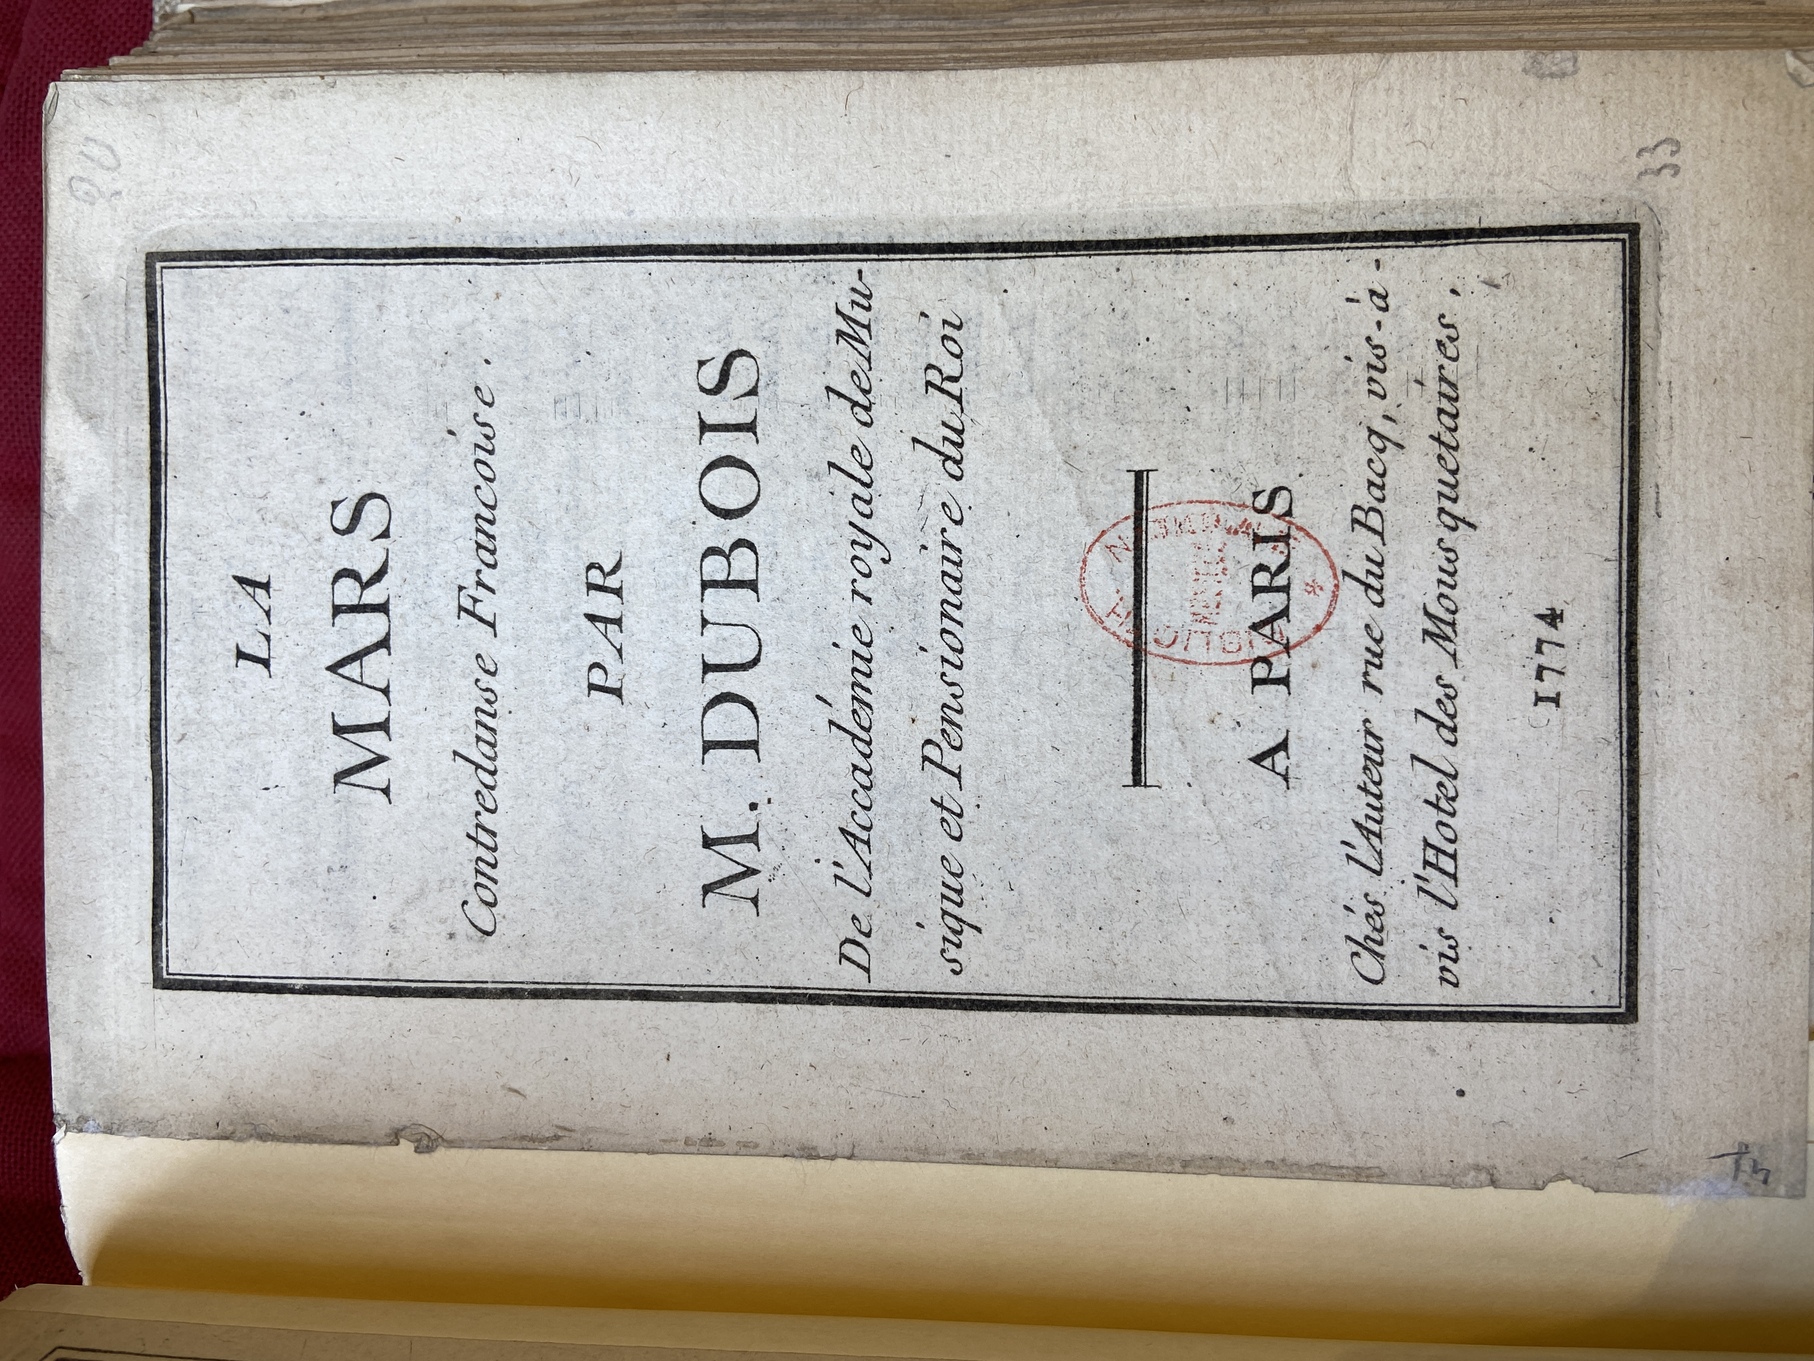 LA
MARS
Contredanse Francoise.
PAR
M. DUBOIS
De l'Accadémie royale de Mu-
sique et Pensionaire du Roi
A PARIS
Chés l'Auteur rue du Bacq, vis-à-
vis l'Hotel des Mousquetaires,
1774
33